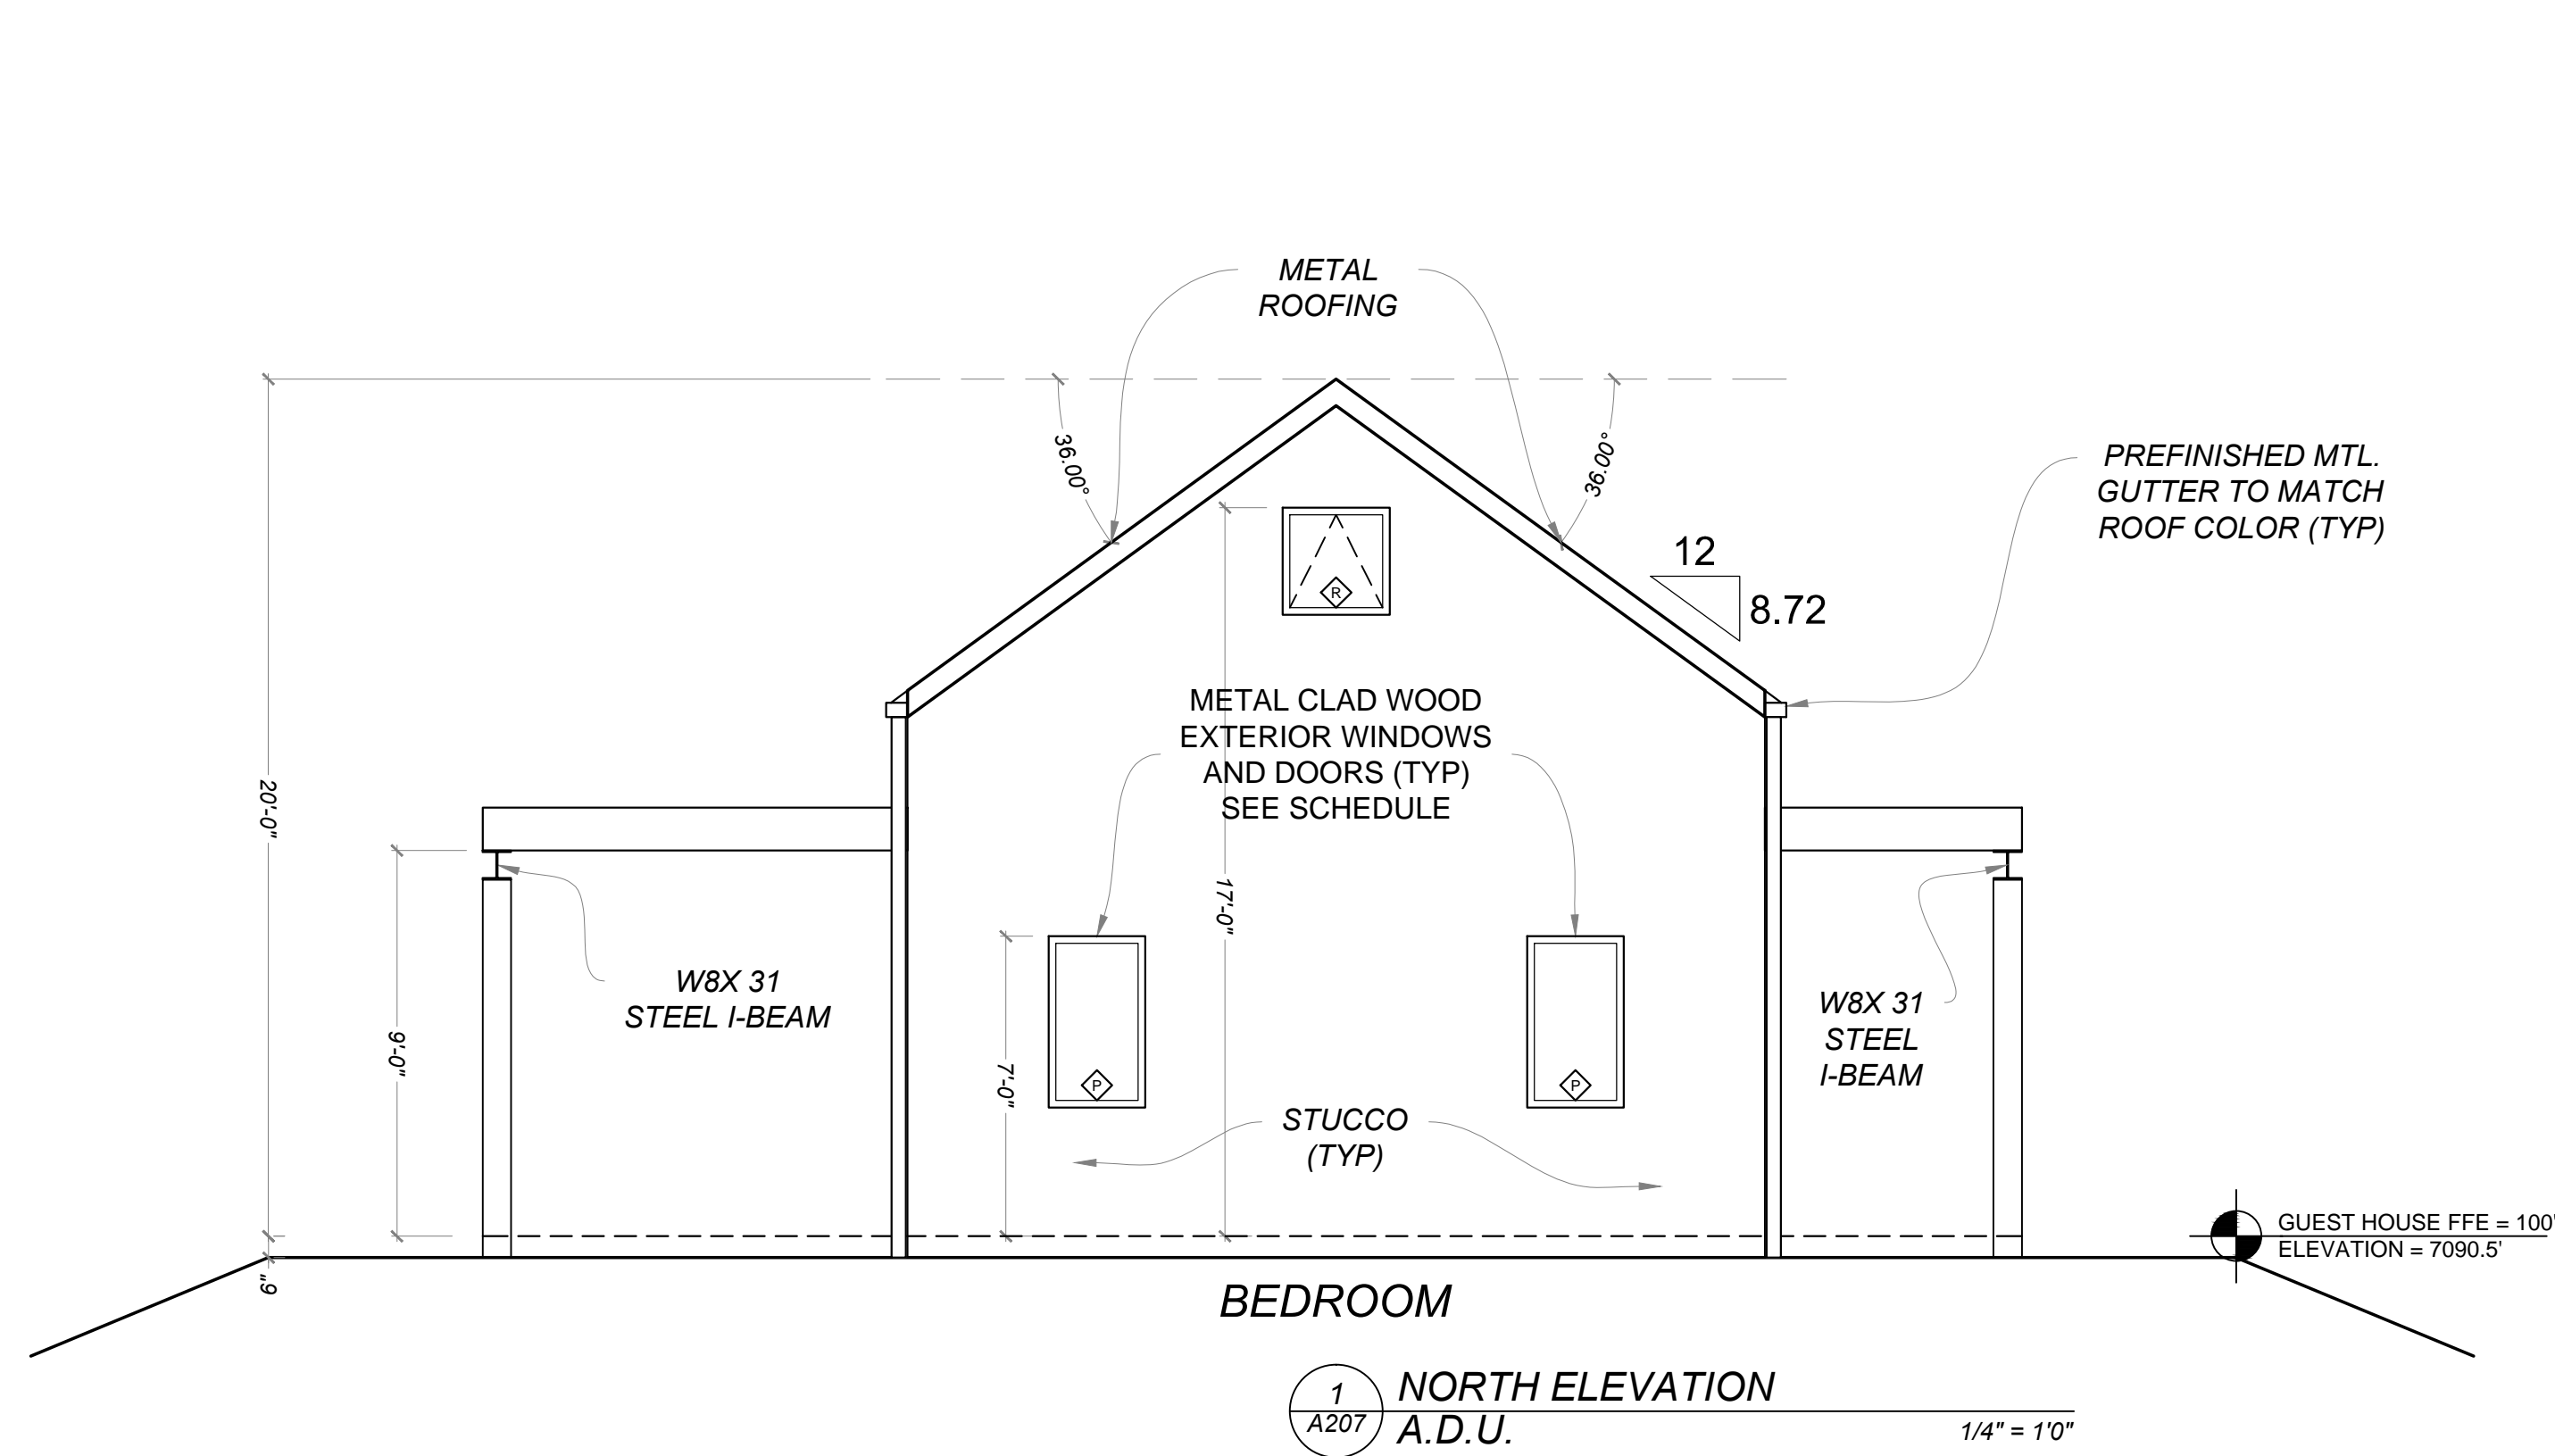 METAL
ROOFING
36.00°
36.00°
PREFINISHED MTL.
GUTTER TO MATCH
ROOF COLOR (TYP)
12
8.72
R
METAL CLAD WOOD
EXTERIOR WINDOWS
AND DOORS (TYP)
SEE SCHEDULE
20'-0"
17'-0"
W8X 31
STEEL I-BEAM
W8X 31
STEEL
I-BEAM
9'-0"
7'-0"
P
P
STUCCO
(TYP)
GUEST HOUSE FFE = 100'
ELEVATION = 7090.5'
6"
BEDROOM
1
A207
NORTH ELEVATION
A.D.U.
1/4" = 1'0"